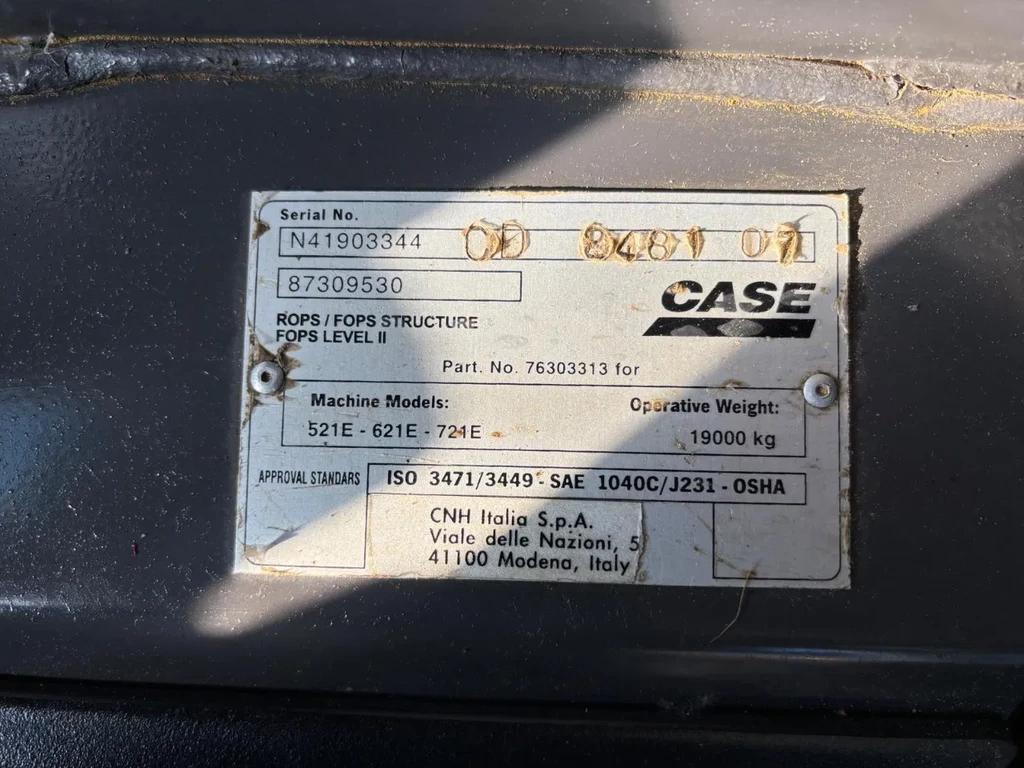 Serial No.
N41903344 OD 8481 07
87309530
CASE
ROPS / FOPS STRUCTURE
FOPS LEVEL II
Part. No. 76303313 for
Machine Models: Operative Weight:
521E - 621E - 721E 19000 kg
APPROVAL STANDARS ISO 3471/3449 - SAE 1040C/J231 - OSHA
CNH Italia S.p.A.
Viale delle Nazioni, 5
41100 Modena, Italy